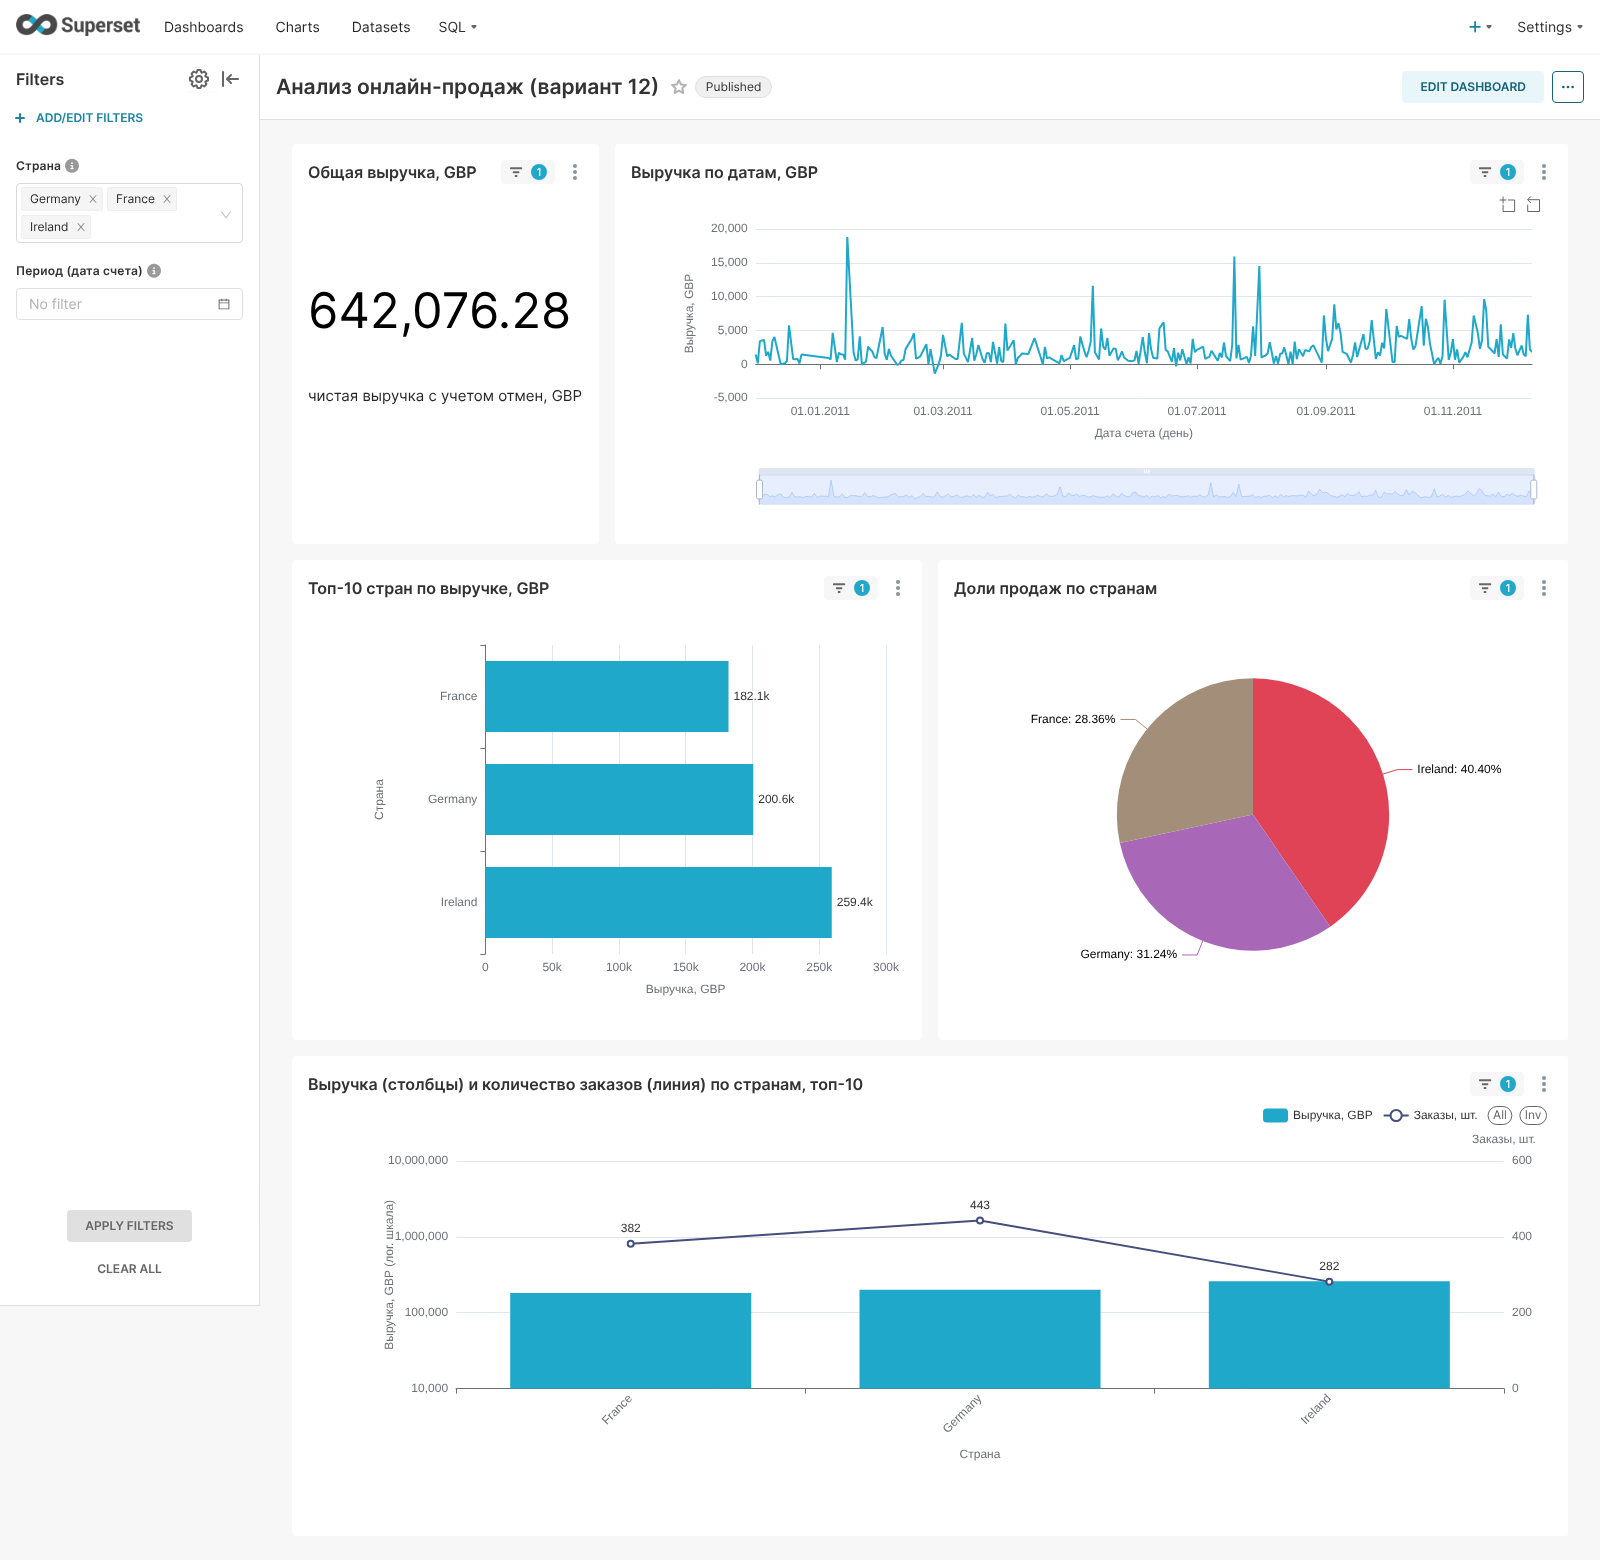 Superset
Dashboards
Charts
Datasets
SQL
Settings
Filters
ADD/EDIT FILTERS
Страна
Germany
France
Ireland
Период (дата счета)
No filter
APPLY FILTERS
CLEAR ALL
Анализ онлайн-продаж (вариант 12)
Published
EDIT DASHBOARD
Общая выручка, GBP
1
642,076.28
чистая выручка с учетом отмен, GBP
Выручка по датам, GBP
1
Выручка, GBP
20,000
15,000
10,000
5,000
0
-5,000
01.01.2011
01.03.2011
01.05.2011
01.07.2011
01.09.2011
01.11.2011
Дата счета (день)
Топ-10 стран по выручке, GBP
1
Страна
France
182.1k
Germany
200.6k
Ireland
259.4k
0
50k
100k
150k
200k
250k
300k
Выручка, GBP
Доли продаж по странам
1
France: 28.36%
Ireland: 40.40%
Germany: 31.24%
Выручка (столбцы) и количество заказов (линия) по странам, топ-10
1
Выручка, GBP
Заказы, шт.
All
Inv
Заказы, шт.
Выручка, GBP (лог. шкала)
10,000,000
1,000,000
100,000
10,000
600
400
200
0
382
443
282
France
Germany
Ireland
Страна